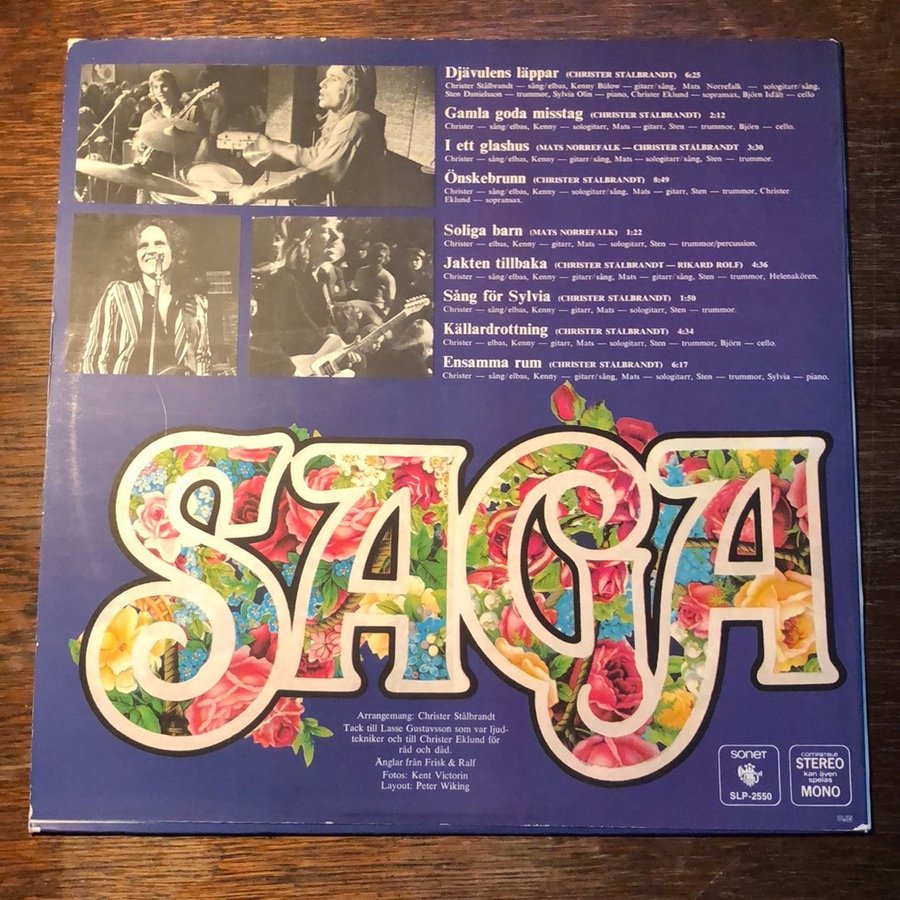 Djävulens läppar (CHRISTER STÅLBRANDT) 6:25
Christer Stålbrandt — sång/elbas, Kenny Bülow — gitarr/sång, Mats Norrefalk — sologitarr/sång,
Sten Danielsson — trummor, Sylvia Olin — piano, Christer Eklund — sopransax, Björn Isfält — cello
Gamla goda misstag (CHRISTER STÅLBRANDT) 2:12
Christer — sång/elbas, Kenny — sologitarr, Mats — gitarr, Sten — trummor, Björn — cello.
I ett glashus (MATS NORREFALK — CHRISTER STÅLBRANDT 3:30
Christer — sång/elbas, Kenny — gitarr/sång, Mats — sologitarr/sång, Sten — trummor.
Önskebrunn (CHRISTER STÅLBRANDT) 8:49
Christer — sång/elbas, Kenny — sologitarr/sång, Mats — gitarr, Sten — trummor, Christer
Eklund — sopransax.
Soliga barn (MATS NORREFALK) 1:22
Christer — elbas, Kenny — gitarr, Mats — sologitarr, Sten — trummor/percussion.
Jakten tillbaka (CHRISTER STÅLBRANDT — RIKARD ROLF) 4:36
Christer — sång/elbas, Kenny — gitarr/sång, Mats — gitarr/sång, Sten — trummor, Helenakören.
Sång för Sylvia (CHRISTER STÅLBRANDT) 1:50
Christer — sång/elbas, Kenny — gitarr, Mats — sologitarr, Sten — trummor.
Källardrottning (CHRISTER STÅLBRANDT) 4:34
Christer — elbas, Kenny — gitarr/sång, Mats — sologitarr, Sten — trummor, Björn — cello.
Ensamma rum (CHRISTER STÅLBRANDT) 6:17
Christer — sång/elbas, Kenny — gitarr/sång, Mats — sologitarr, Sten — trummor, Sylvia — piano.
SAGA
Arrangemang: Christer Stålbrandt
Tack till Lasse Gustavsson som var ljud-
tekniker och till Christer Eklund för
råd och dåd.
Änglar från Frisk & Ralf
Fotos: Kent Victorin
Layout: Peter Wiking
sonet
SLP-2550
COMPATIBLE
STEREO
kan även
spelas
MONO